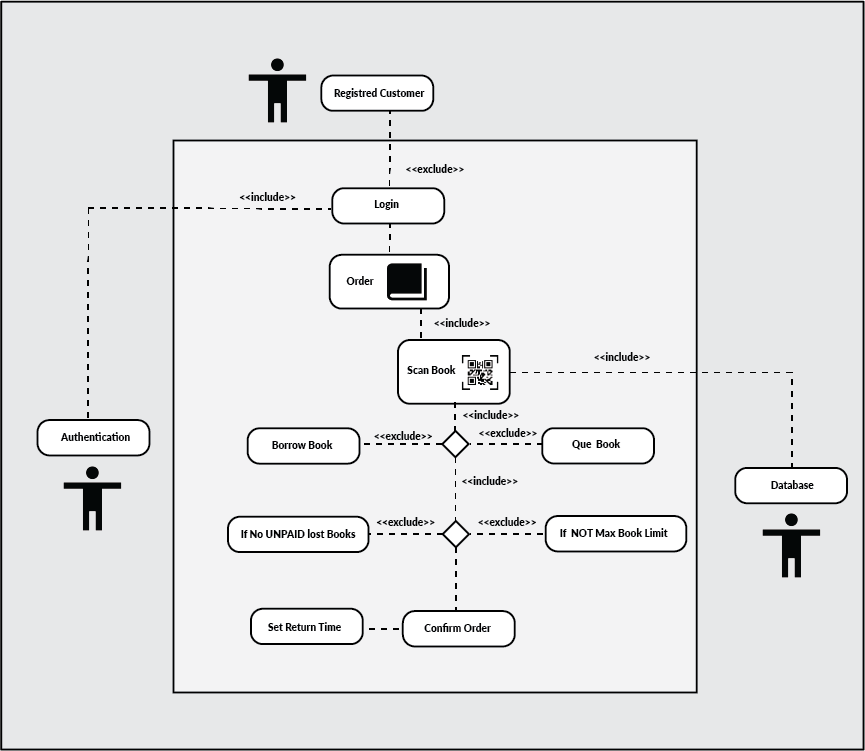 Registred Customer
<<exclude>>
<<include>>
Login
Order
<<include>>
<<include>>
Scan Book
<<include>>
<<exclude>>
<<exclude>>
Borrow Book
Que Book
Authentication
<<include>>
Database
<<exclude>>
<<exclude>>
If No UNPAID lost Books
If NOT Max Book Limit
Set Return Time
Confirm Order